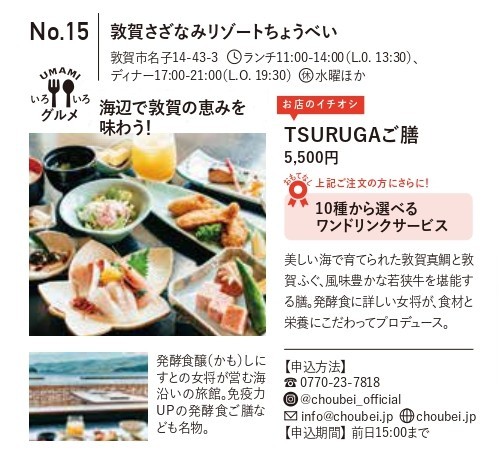 No.15
敦賀さざなみリゾートちょうべい
敦賀市名子14-43-3 ランチ11:00-14:00(L.O. 13:30)、
ディナー17:00-21:00(L.O. 19:30) 休 水曜ほか
UMAMI
いろいろ
グルメ
海辺で敦賀の恵みを
味わう!
お店のイチオシ
TSURUGAご膳
5,500円
おもてなし
上記ご注文の方にさらに!
10種から選べる
ワンドリンクサービス
美しい海で育てられた敦賀真鯛と敦
賀ふぐ、風味豊かな若狭牛を堪能す
る膳。発酵食に詳しい女将が、食材と
栄養にこだわってプロデュース。
発酵食醸(かも)しに
すとの女将が営む海
沿いの旅館。免疫力
UPの発酵食ご膳な
ども名物。
【申込方法】
☎0770-23-7818
@choubei_official
info@choubei.jp choubei.jp
【申込期間】前日15:00まで